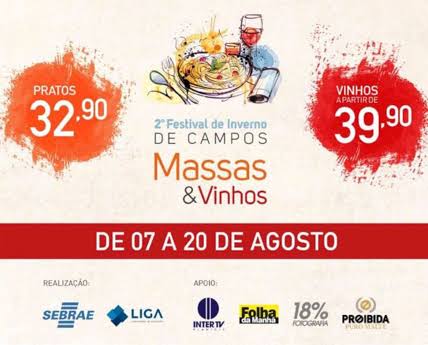 PRATOS
32,90
VINHOS
A PARTIR DE
39,90
2º Festival de Inverno
DE CAMPOS
Massas
&Vinhos
DE 07 A 20 DE AGOSTO
REALIZAÇÃO:
APOIO:
SEBRAE
LIGA
INTERTV
Folha
da Manhã
18%
FOTOGRAFIA
PROIBIDA
PURO MALTE